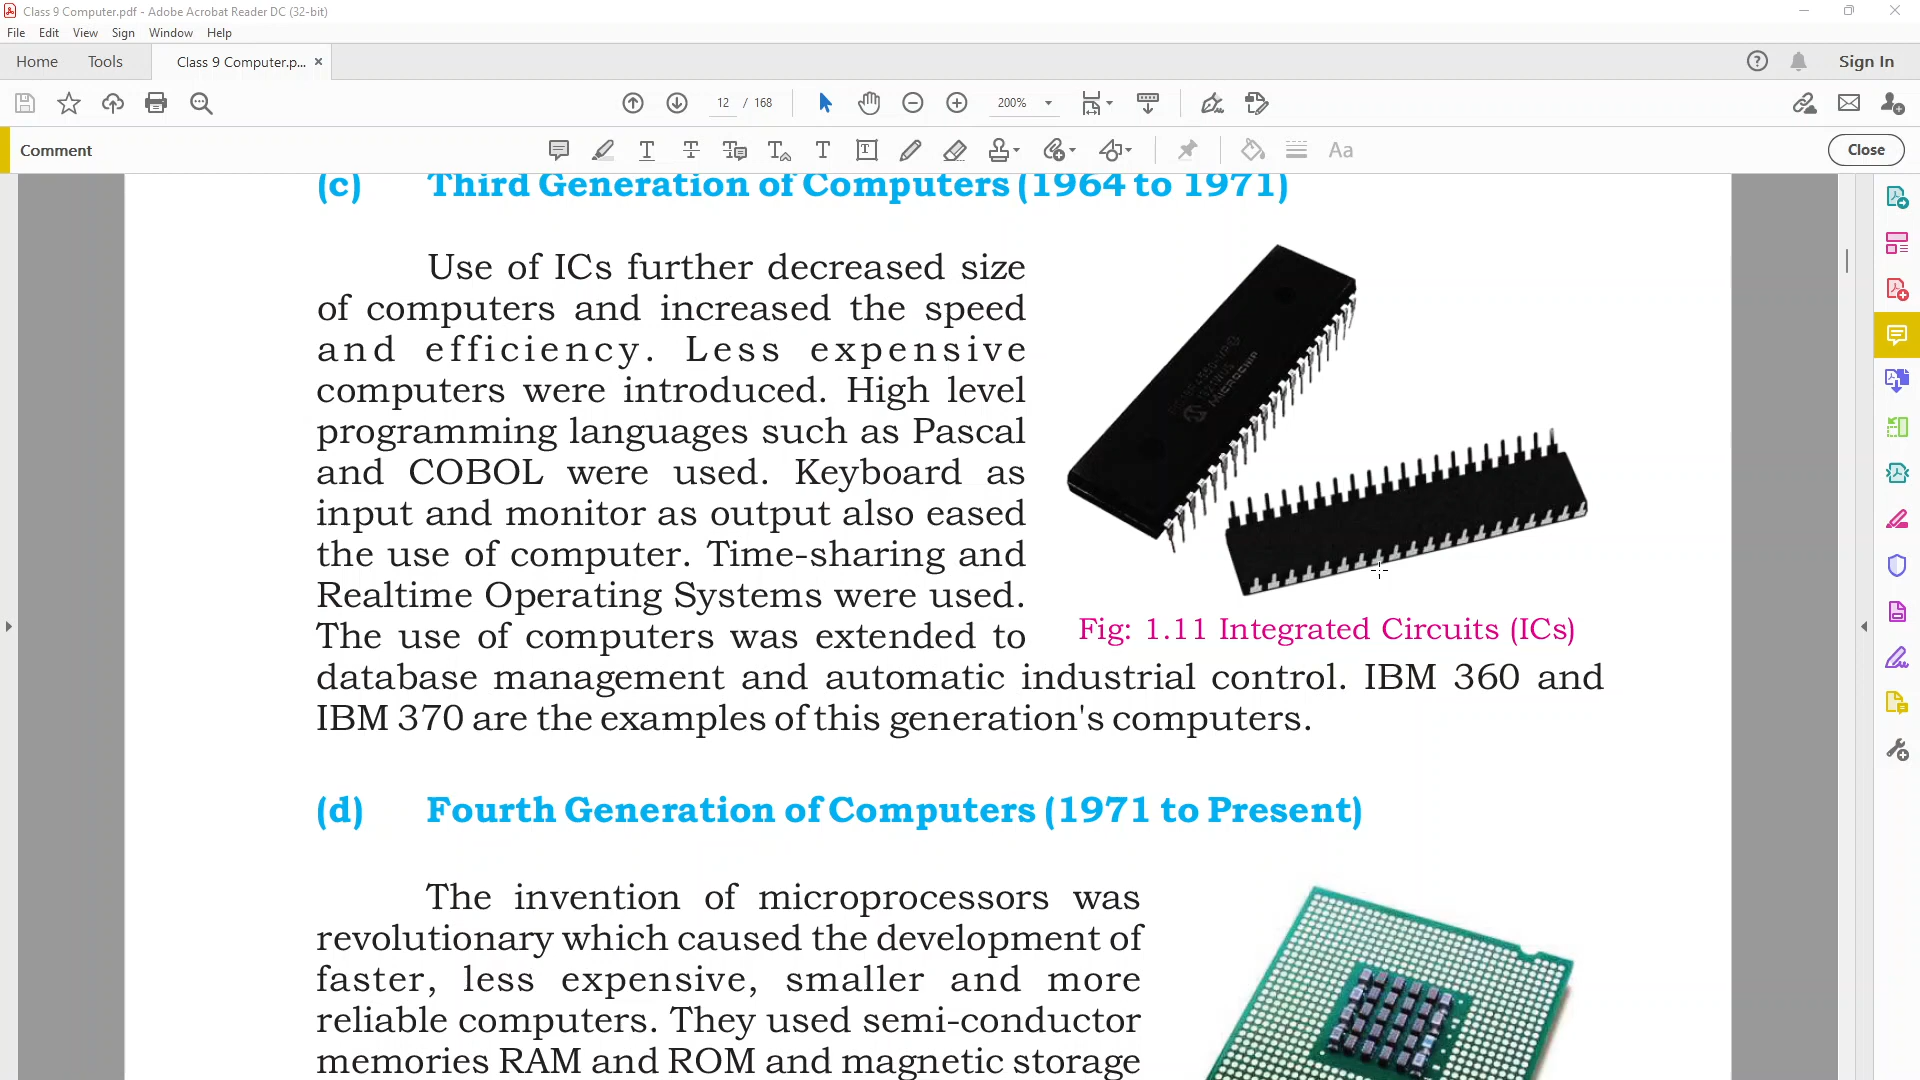 Class 9 Computer.pdf - Adobe Acrobat Reader DC (32-bit)
File Edit View Sign Window Help
Home Tools Class 9 Computer.p... × Sign In
12 / 168 200%
Comment Close
(c) Third Generation of Computers (1964 to 1971)
Use of ICs further decreased size
of computers and increased the speed
and efficiency. Less expensive
computers were introduced. High level
programming languages such as Pascal
and COBOL were used. Keyboard as
input and monitor as output also eased
the use of computer. Time-sharing and
Realtime Operating Systems were used.
The use of computers was extended to
database management and automatic industrial control. IBM 360 and
IBM 370 are the examples of this generation's computers.
MICROCHIP
Fig: 1.11 Integrated Circuits (ICs)
(d) Fourth Generation of Computers (1971 to Present)
The invention of microprocessors was
revolutionary which caused the development of
faster, less expensive, smaller and more
reliable computers. They used semi-conductor
memories RAM and ROM and magnetic storage